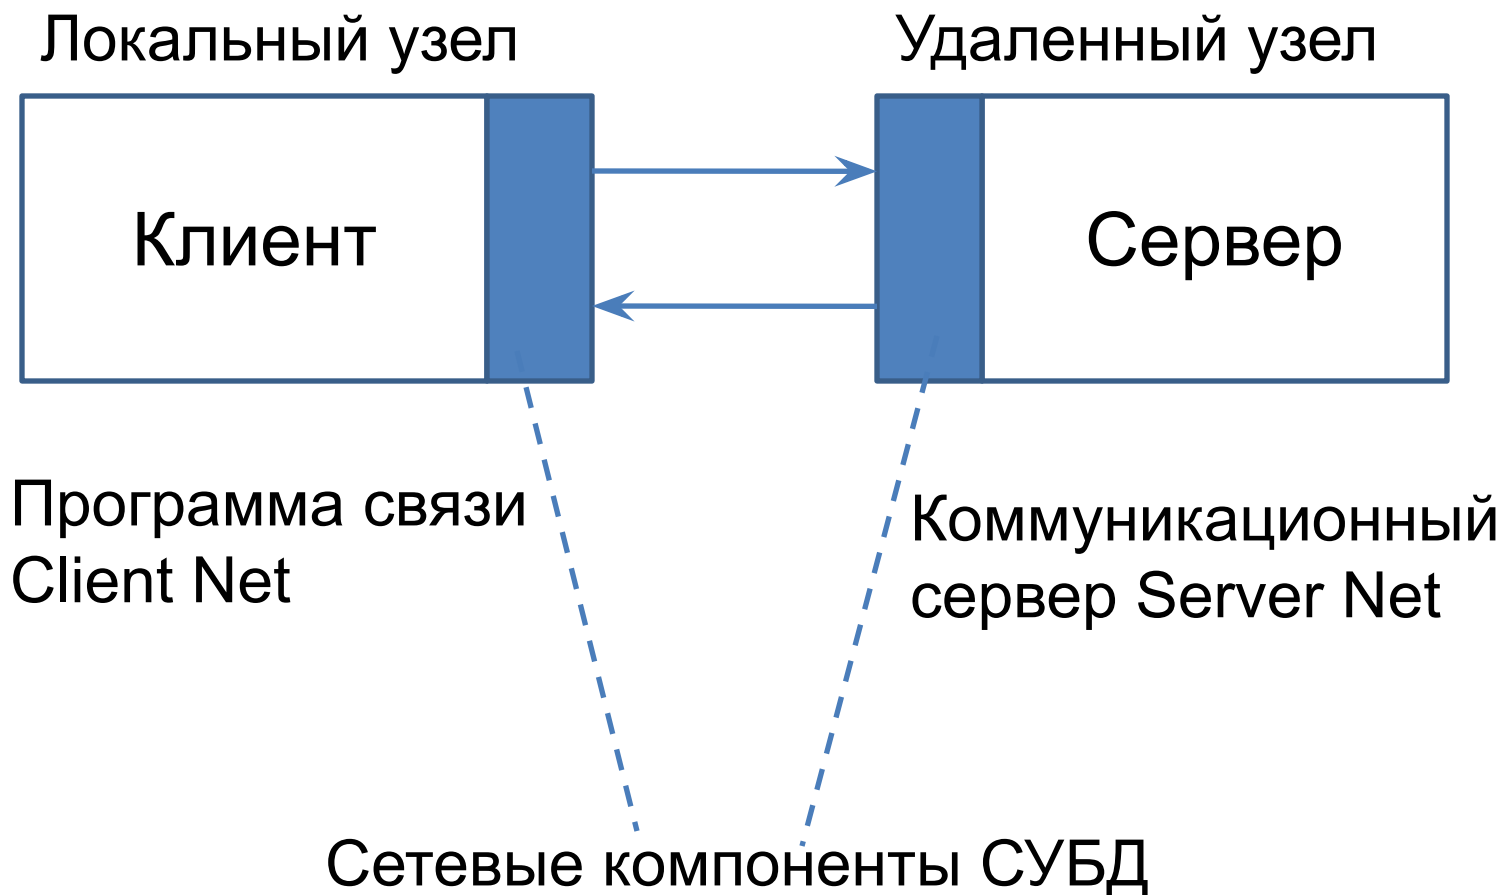 Локальный узел
Удаленный узел
Клиент
Сервер
Программа связи
Client Net
Коммуникационный
сервер Server Net
Сетевые компоненты СУБД